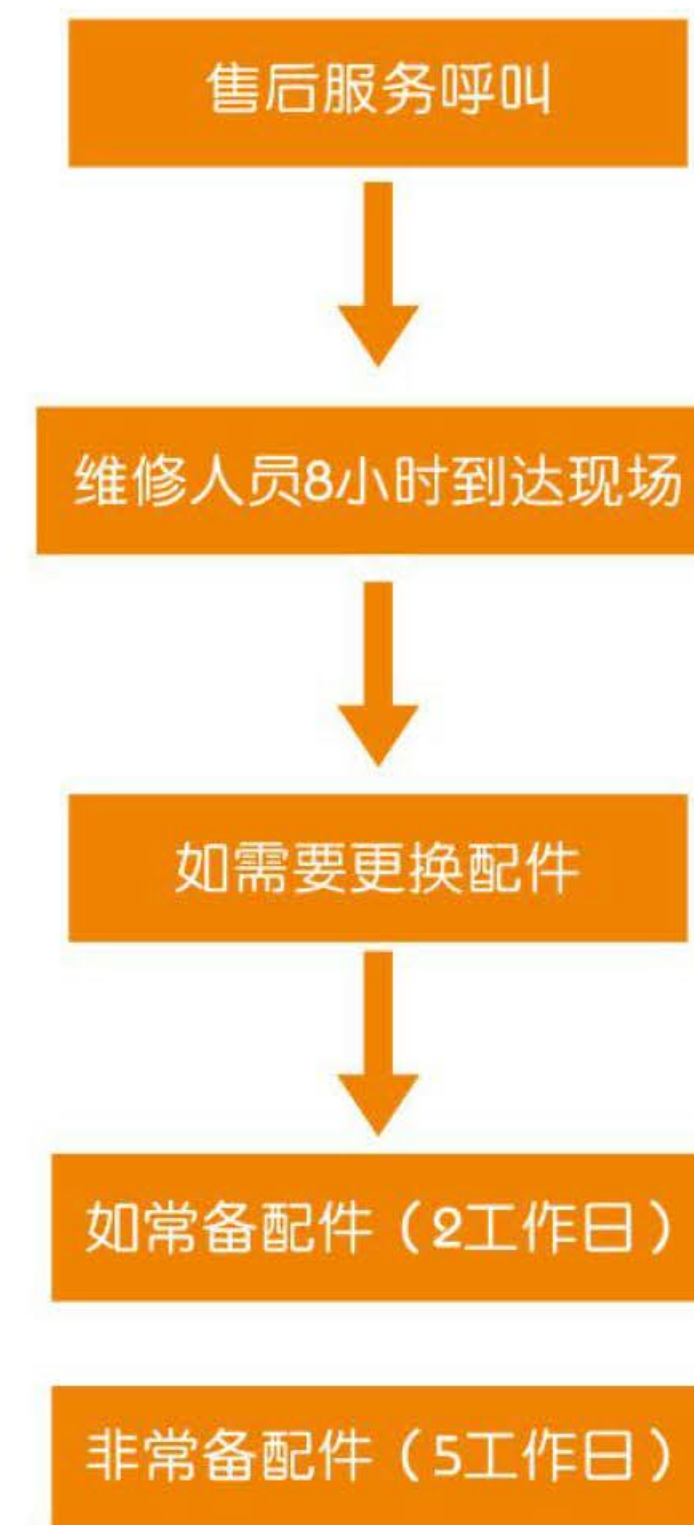 售后服务呼叫
维修人员8小时到达现场
如需要更换配件
如常备配件（2工作日）
非常备配件（5工作日）